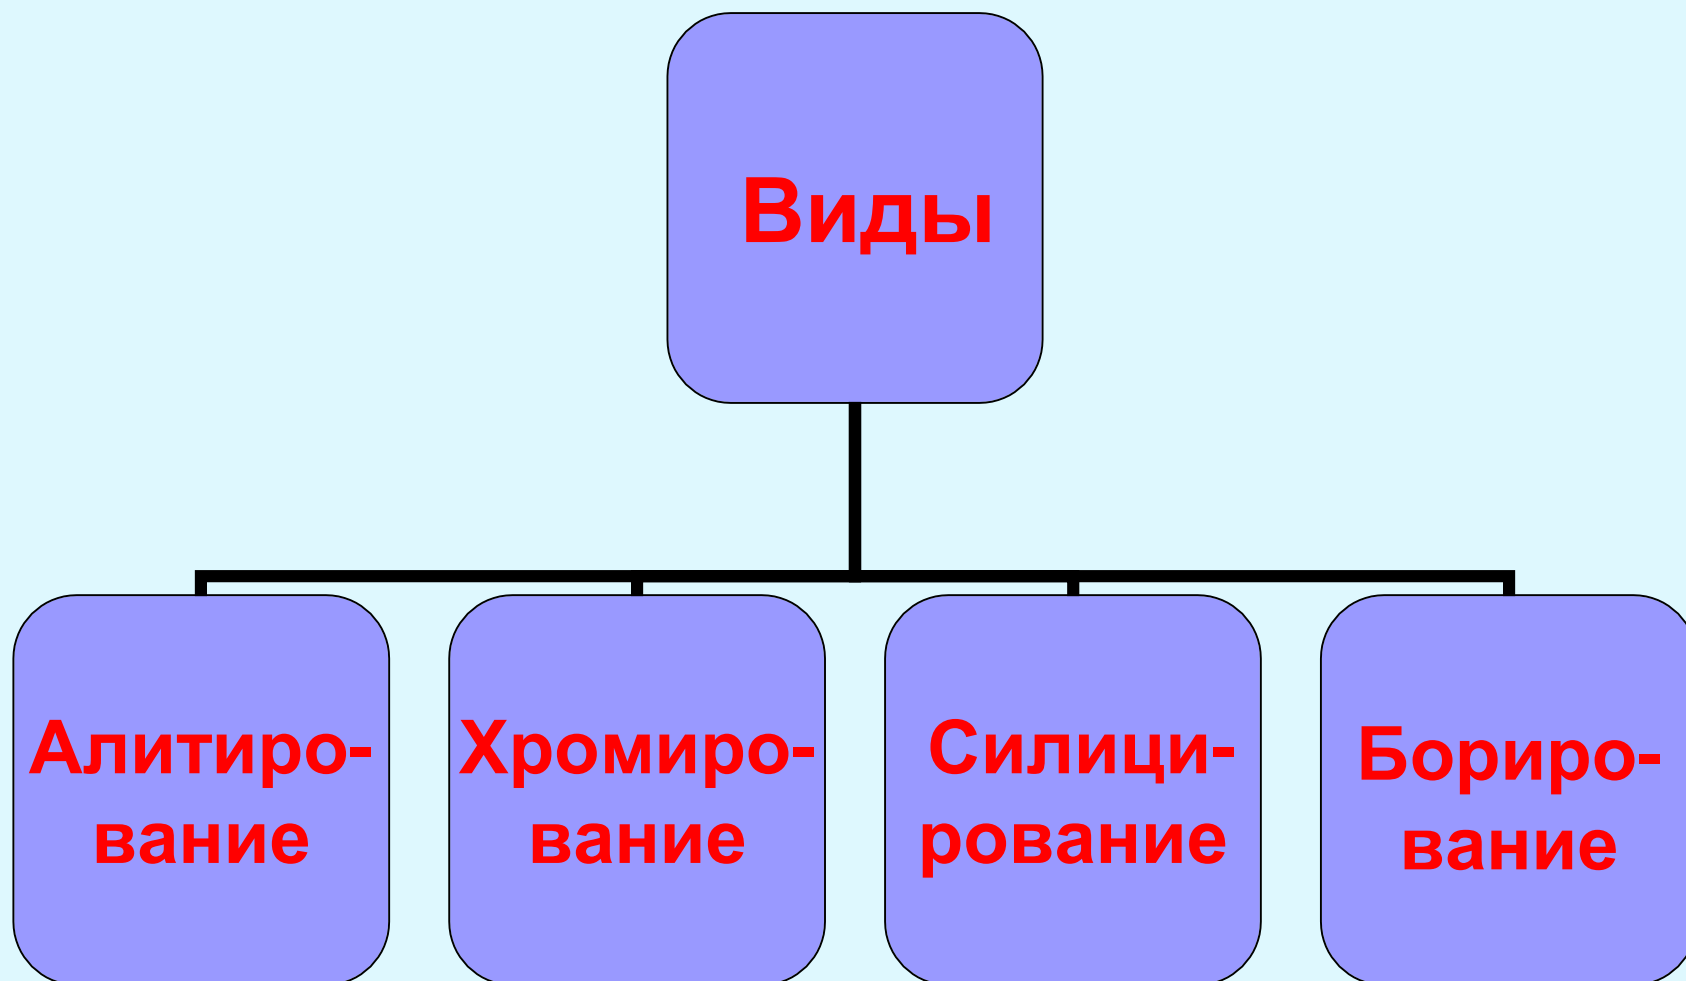 Виды
Алитиро-
вание
Хромиро-
вание
Силици-
рование
Бориро-
вание